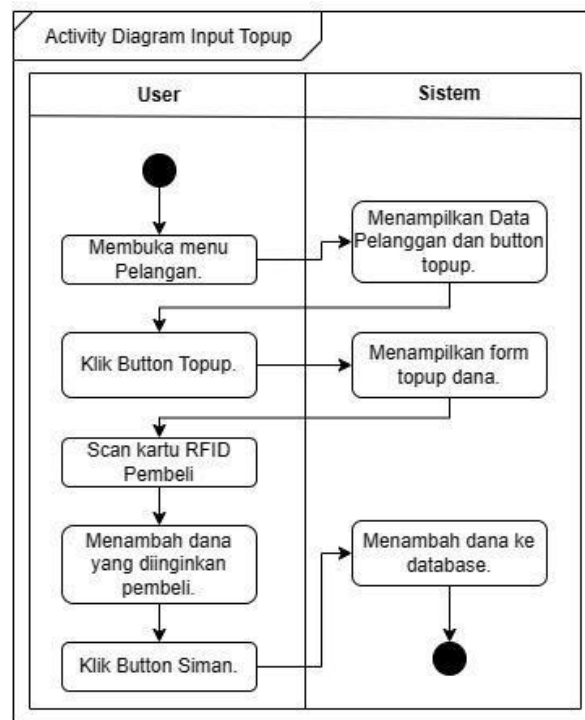 Activity Diagram Input Topup
User
Sistem
Membuka menu
Pelangan.
Menampilkan Data
Pelanggan dan button
topup.
Klik Button Topup.
Menampilkan form
topup dana.
Scan kartu RFID
Pembeli
Menambah dana
yang diinginkan
pembeli.
Menambah dana ke
database.
Klik Button Siman.